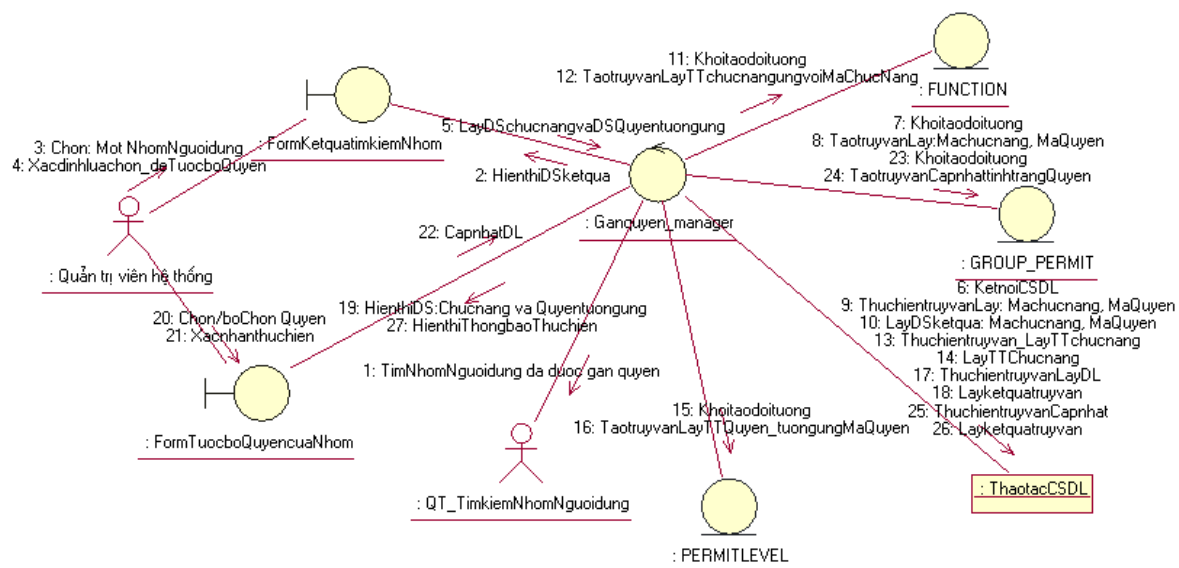 11: Khoitaodoituong
12: TaotruyvanLayTTchucnangungvoiMaChucNang
: FUNCTION
3: Chon: Mot NhomNguoidung
4: Xacdinhluachon_deTuocboQuyen
: FormKetquatimkiemNhom
5: LayDSchucnangvaDSQuyentuongung
2: HienthiDSketqua
7: Khoitaodoituong
8: TaotruyvanLay:Machucnang, MaQuyen
23: Khoitaodoituong
24: TaotruyvanCapnhattinhtrangQuyen
: Ganquyen_manager
: GROUP_PERMIT
: Quản trị viên hệ thống
22: CapnhatDL
19: HienthiDS:Chucnang va Quyentuongung
27: HienthiThongbaoThuchien
20: Chon/boChon Quyen
21: Xacnhanthuchien
: FormTuocboQuyencuaNhom
1: TimNhomNguoidung da duoc gan quyen
: QT_TimkiemNhomNguoidung
15: Khoitaodoituong
16: TaotruyvanLayTTQuyen_tuongungMaQuyen
: PERMITLEVEL
6: KetnoiCSDL
9: ThuchientruyvanLay: Machucnang, MaQuyen
10: LayDSketqua: Machucnang, MaQuyen
13: Thuchientruyvan_LayTTchucnang
14: LayTTChucnang
17: ThuchientruyvanLayDL
18: Layketquatruyvan
25: ThuchientruyvanCapnhat
26: Layketquatruyvan
: ThaotacCSDL